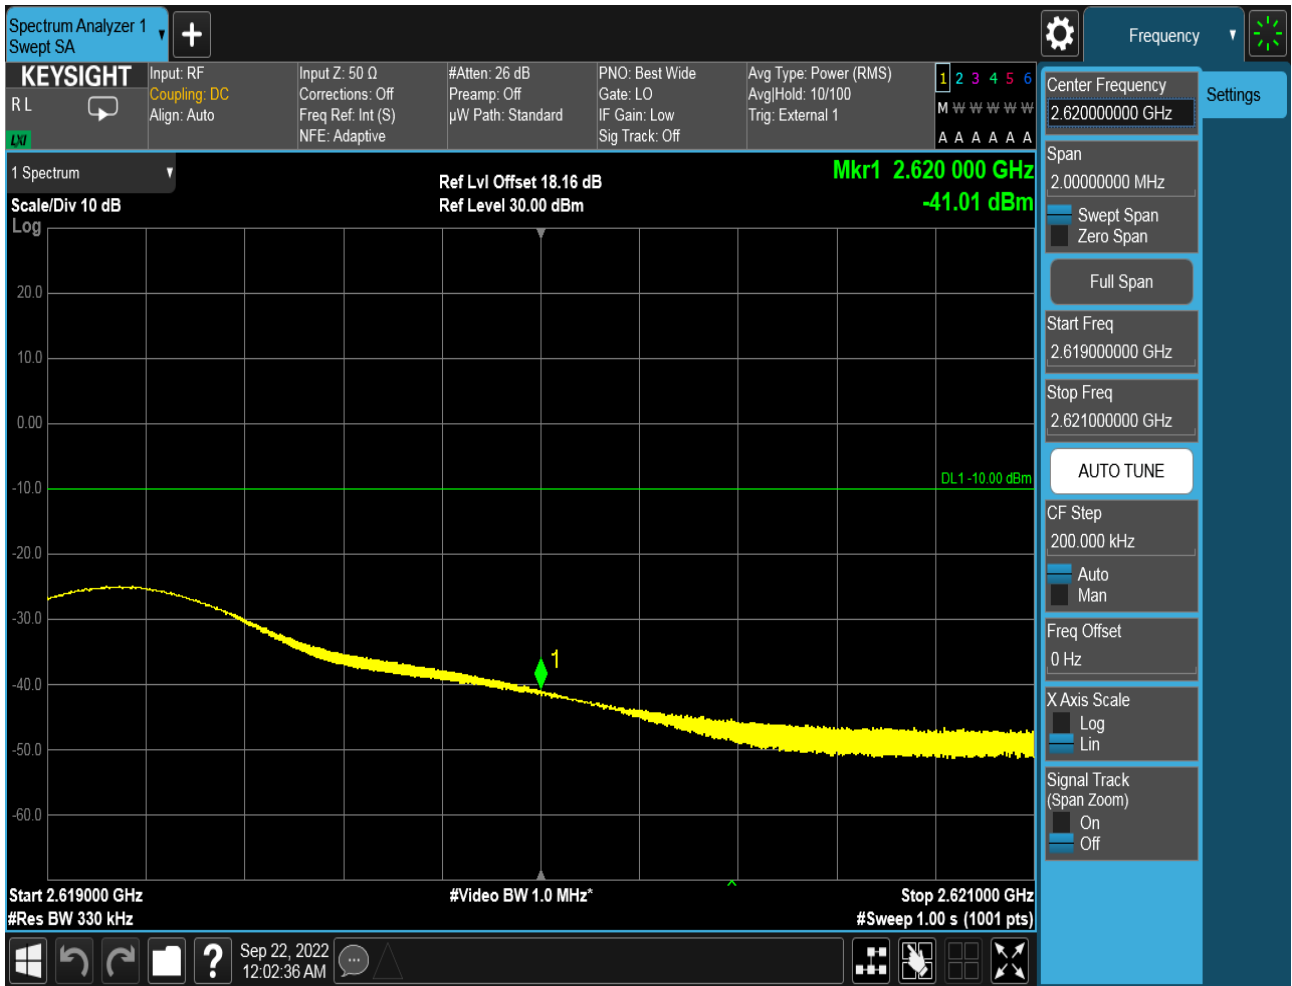 Spectrum Analyzer 1
Swept SA
+
Frequency
KEYSIGHT
R L
LXI
Input: RF
Coupling: DC
Align: Auto
Input Z: 50 Ω
Corrections: Off
Freq Ref: Int (S)
NFE: Adaptive
#Atten: 26 dB
Preamp: Off
µW Path: Standard
PNO: Best Wide
Gate: LO
IF Gain: Low
Sig Track: Off
Avg Type: Power (RMS)
Avg|Hold: 10/100
Trig: External 1
1 2 3 4 5 6
M W W W W W
A A A A A A
1 Spectrum
Scale/Div 10 dB
Log
Ref Lvl Offset 18.16 dB
Ref Level 30.00 dBm
Mkr1 2.620 000 GHz
-41.01 dBm
20.0
10.0
0.00
-10.0
-20.0
-30.0
-40.0
-50.0
-60.0
DL1 -10.00 dBm
1
Start 2.619000 GHz
#Res BW 330 kHz
#Video BW 1.0 MHz*
Stop 2.621000 GHz
#Sweep 1.00 s (1001 pts)
Center Frequency
2.620000000 GHz
Settings
Span
2.00000000 MHz
Swept Span
Zero Span
Full Span
Start Freq
2.619000000 GHz
Stop Freq
2.621000000 GHz
AUTO TUNE
CF Step
200.000 kHz
Auto
Man
Freq Offset
0 Hz
X Axis Scale
Log
Lin
Signal Track
(Span Zoom)
On
Off
?
Sep 22, 2022
12:02:36 AM